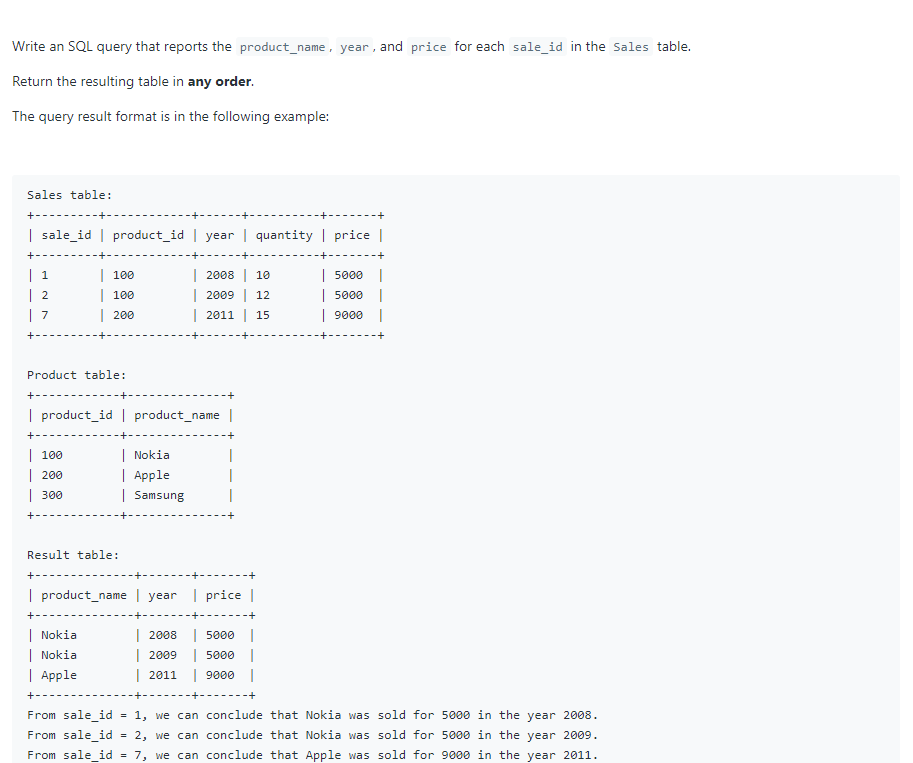 Write an SQL query that reports the product_name, year, and price for each sale_id in the Sales table.
Return the resulting table in any order.
The query result format is in the following example:
Sales table:
+---------+------------+------+----------+-------+
| sale_id | product_id | year | quantity | price |
+---------+------------+------+----------+-------+
| 1       | 100        | 2008 | 10       | 5000  |
| 2       | 100        | 2009 | 12       | 5000  |
| 7       | 200        | 2011 | 15       | 9000  |
+---------+------------+------+----------+-------+
Product table:
+------------+--------------+
| product_id | product_name |
+------------+--------------+
| 100        | Nokia        |
| 200        | Apple        |
| 300        | Samsung      |
+------------+--------------+
Result table:
+--------------+-------+-------+
| product_name | year  | price |
+--------------+-------+-------+
| Nokia        | 2008  | 5000  |
| Nokia        | 2009  | 5000  |
| Apple        | 2011  | 9000  |
+--------------+-------+-------+
From sale_id = 1, we can conclude that Nokia was sold for 5000 in the year 2008.
From sale_id = 2, we can conclude that Nokia was sold for 5000 in the year 2009.
From sale_id = 7, we can conclude that Apple was sold for 9000 in the year 2011.